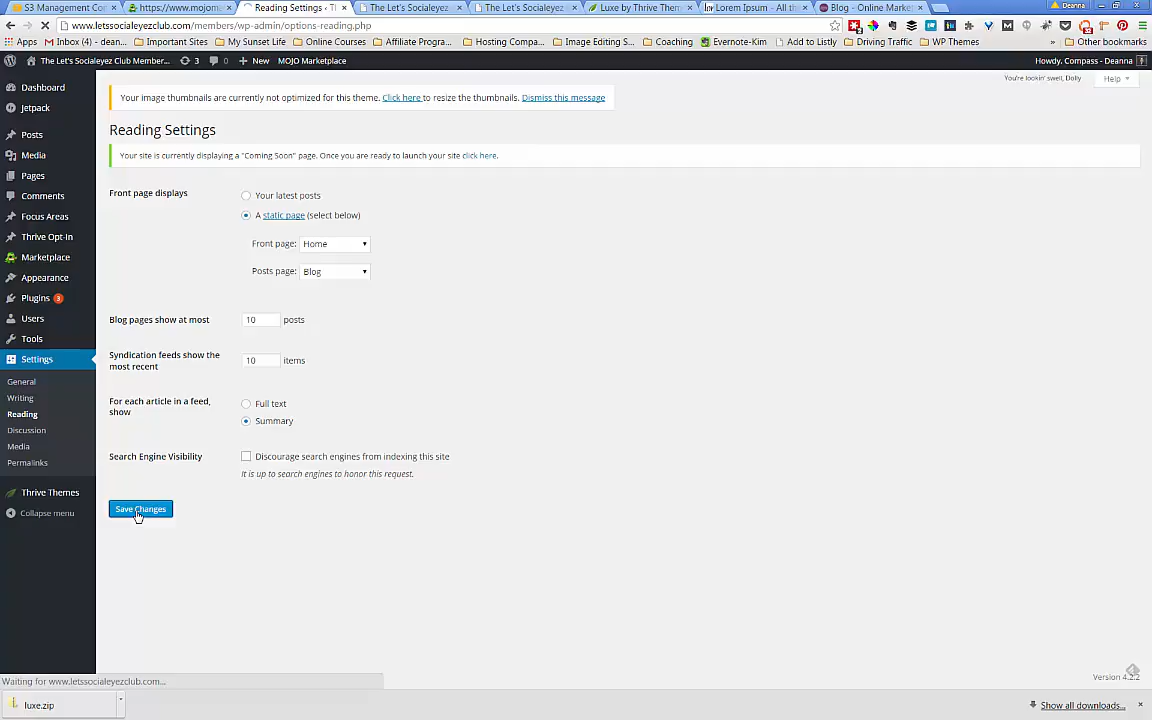 S3 Management Co
https://www.mojom
Reading Settings ‹ T
The Let's Socialeyez
The Let's Socialeyez
Luxe by Thrive Them
Lorem Ipsum - All th
Blog - Online Market
Deanna
www.letssocialeyezclub.com/members/wp-admin/options-reading.php
Apps
Inbox (4) - dean...
Important Sites
My Sunset Life
Online Courses
Affiliate Progra...
Hosting Compa...
Image Editing S...
Coaching
Evernote-Kim
Add to Listly
Driving Traffic
WP Themes
»
Other bookmarks
The Let's Socialeyez Club Member...
3
0
New
MOJO Marketplace
Howdy, Compass - Deanna
You're lookin' swell, Dolly
Help
Dashboard
Jetpack
Posts
Media
Pages
Comments
Focus Areas
Thrive Opt-In
Marketplace
Appearance
Plugins 3
Users
Tools
Settings
General
Writing
Reading
Discussion
Media
Permalinks
Thrive Themes
Collapse menu
Your image thumbnails are currently not optimized for this theme. Click here to resize the thumbnails. Dismiss this message
Reading Settings
Your site is currently displaying a "Coming Soon" page. Once you are ready to launch your site click here.
Front page displays
Your latest posts
A static page (select below)
Front page: Home
Posts page: Blog
Blog pages show at most
10 posts
Syndication feeds show the
most recent
10 items
For each article in a feed,
show
Full text
Summary
Search Engine Visibility
Discourage search engines from indexing this site
It is up to search engines to honor this request.
Save Changes
Version 4.2.2
Waiting for www.letssocialeyezclub.com...
luxe.zip
Show all downloads...